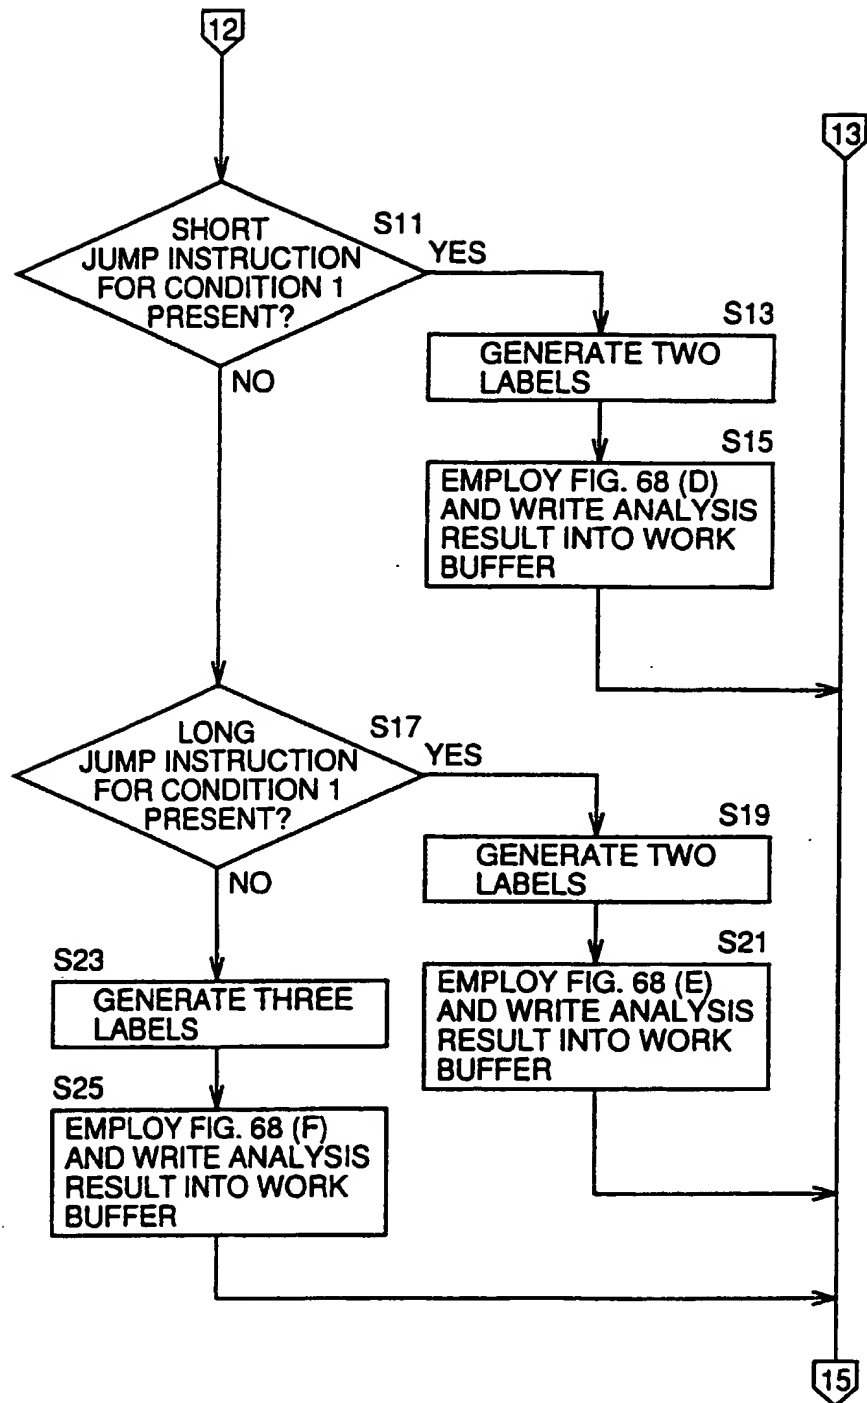 12
13
SHORT
JUMP INSTRUCTION
FOR CONDITION 1
PRESENT?
S11
YES
NO
S13
GENERATE TWO
LABELS
S15
EMPLOY FIG. 68 (D)
AND WRITE ANALYSIS
RESULT INTO WORK
BUFFER
LONG
JUMP INSTRUCTION
FOR CONDITION 1
PRESENT?
S17
YES
NO
S19
GENERATE TWO
LABELS
S21
EMPLOY FIG. 68 (E)
AND WRITE ANALYSIS
RESULT INTO WORK
BUFFER
S23
GENERATE THREE
LABELS
S25
EMPLOY FIG. 68 (F)
AND WRITE ANALYSIS
RESULT INTO WORK
BUFFER
15